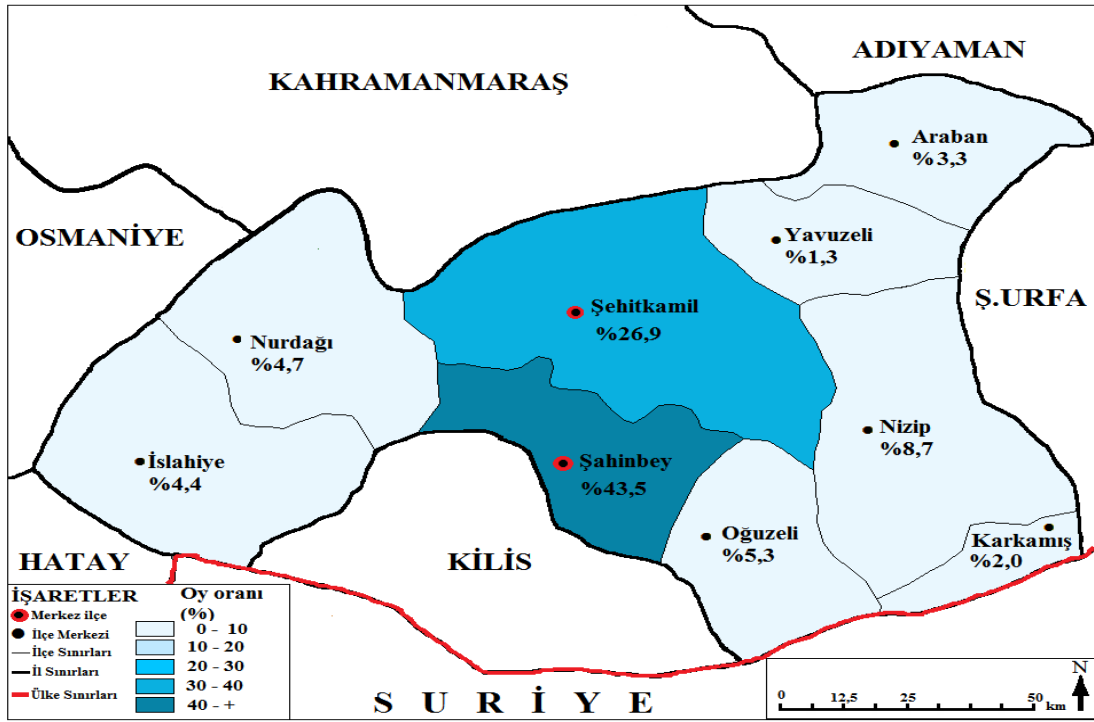 ADIYAMAN
KAHRAMANMARAŞ
Araban
%3,3
OSMANİYE
Yavuzeli
%1,3
Ş.URFA
Şehitkamil
%26,9
Nurdağı
%4,7
Nizip
%8,7
İslahiye
%4,4
Şahinbey
%43,5
Oğuzeli
%5,3
Karkamış
%2,0
HATAY
KİLİS
İŞARETLER
Merkez ilçe
İlçe Merkezi
İlçe Sınırları
İl Sınırları
Ülke Sınırları
Oy oranı
(%)
0 - 10
10 - 20
20 - 30
30 - 40
40 - +
SURİYE
N
0 12,5 25 50 km